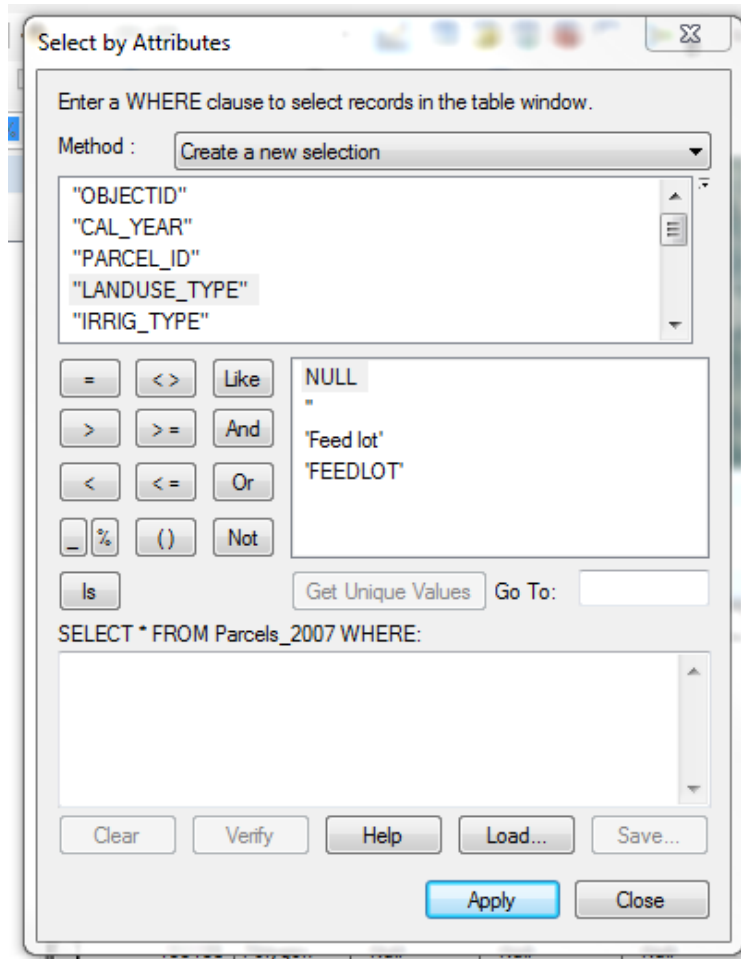 Select by Attributes
Enter a WHERE clause to select records in the table window.
Method : Create a new selection
"OBJECTID"
"CAL_YEAR"
"PARCEL_ID"
"LANDUSE_TYPE"
"IRRIG_TYPE"
= < > Like
> > = And
< < = Or
_ % ( ) Not
Is
NULL
''
'Feed lot'
'FEEDLOT'
Get Unique Values Go To:
SELECT * FROM Parcels_2007 WHERE:
Clear Verify Help Load... Save...
Apply Close